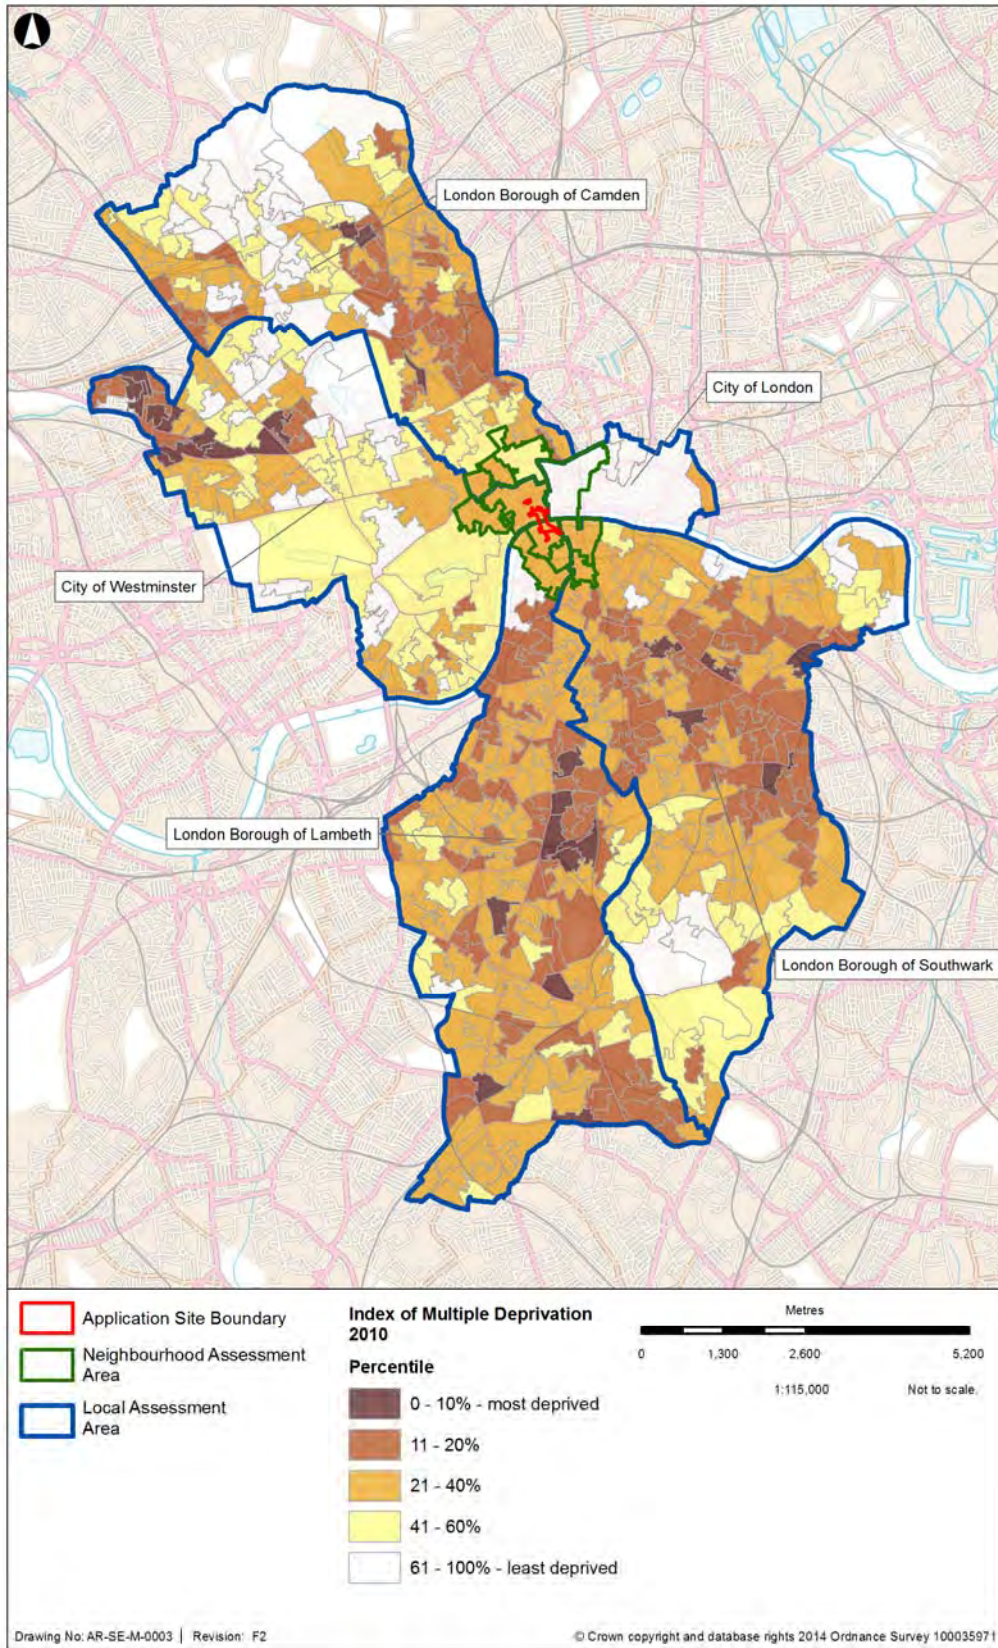 London Borough of Camden
City of London
City of Westminster
London Borough of Lambeth
London Borough of Southwark
Application Site Boundary
Neighbourhood Assessment
Area
Local Assessment
Area
Index of Multiple Deprivation
2010
Percentile
0 - 10% - most deprived
11 - 20%
21 - 40%
41 - 60%
61 - 100% - least deprived
Metres
0 1,300 2,600 5,200
1:115,000 Not to scale.
Drawing No: AR-SE-M-0003 | Revision: F2
© Crown copyright and database rights 2014 Ordnance Survey 100035971